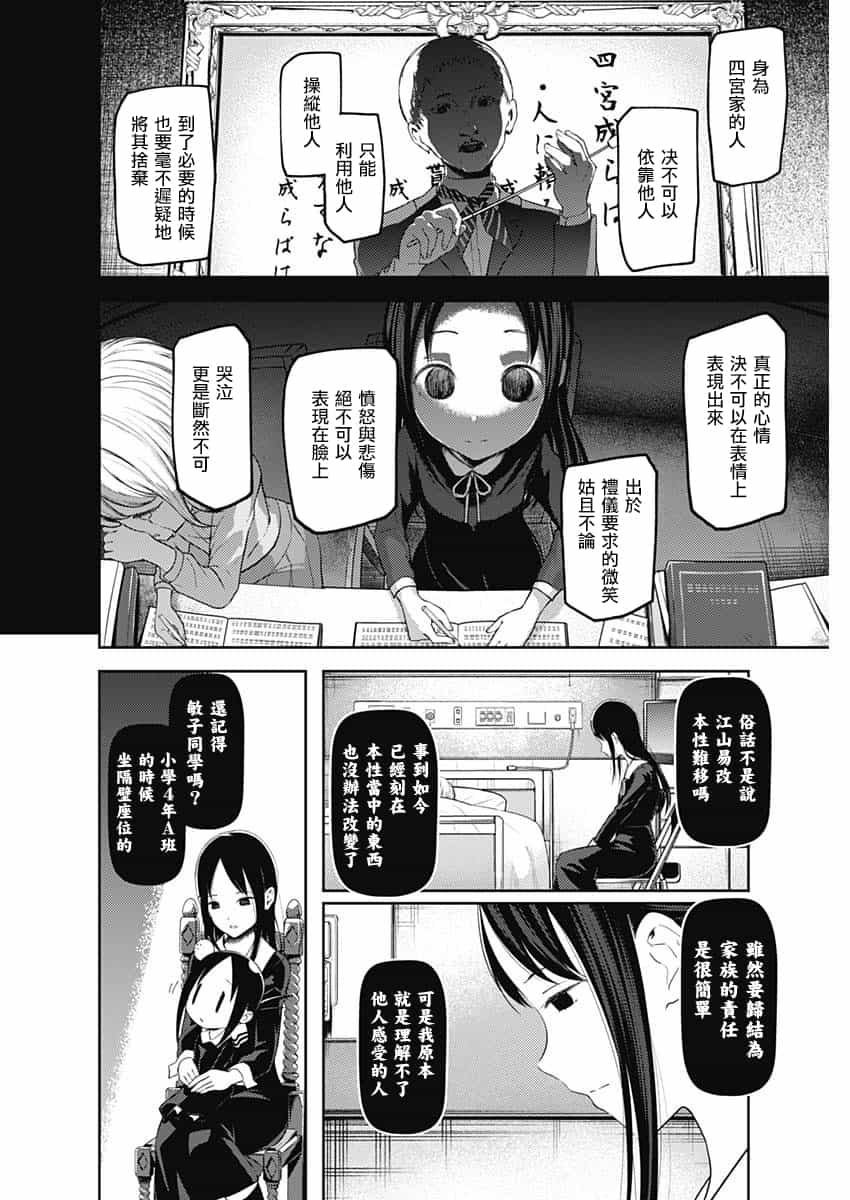 身為
四宮家的人
決不可以
依靠他人
只能
利用他人
操縱他人
到了必要的時候
也要毫不遲疑地
將其捨棄
四宮成らば
・人に頼
成らばは
真正的心情
決不可以在表情上
表現出來
出於
禮儀要求的微笑
姑且不論
憤怒與悲傷
絕不可以
表現在臉上
哭泣
更是斷然不可
俗話不是說
江山易改
本性難移嗎
事到如今
已經刻在
本性當中的東西
也沒辦法改變了
雖然要歸結為
家族的責任
是很簡單
可是我原本
就是理解不了
他人感受的人
還記得
敏子同學嗎？
小學4年A班
的時候
坐隔壁座位的